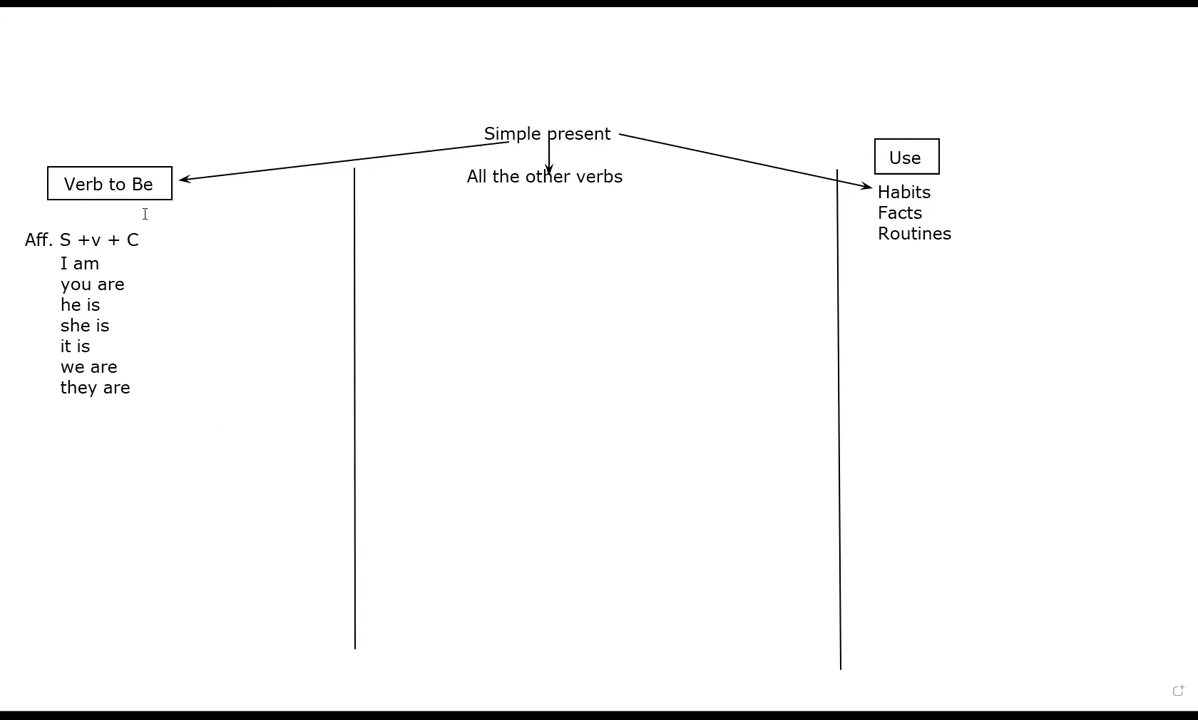 Simple present
Verb to Be
All the other verbs
Use
Habits
Facts
Routines
Aff. S +v + C
I am
you are
he is
she is
it is
we are
they are